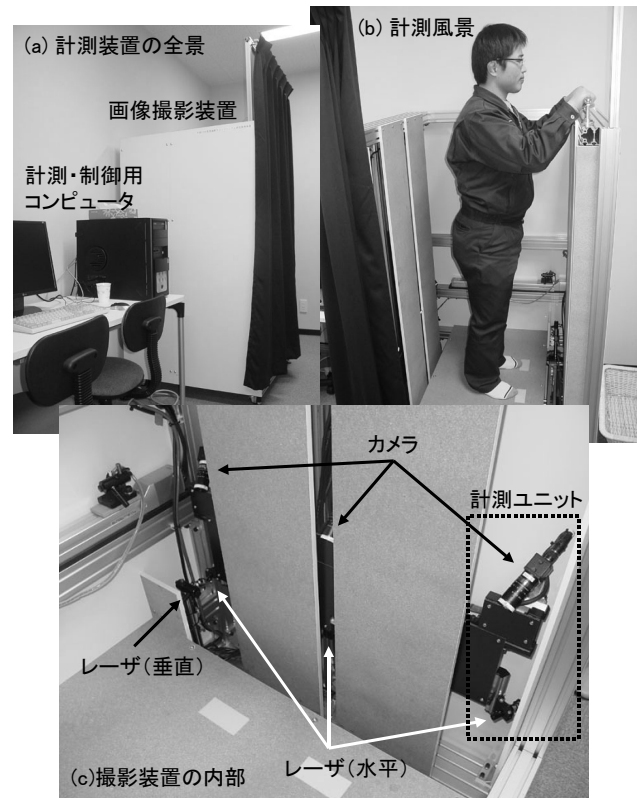 (a) 計測装置の全景
画像撮影装置
計測・制御用
コンピュータ
(b) 計測風景
カメラ
計測ユニット
レーザ(垂直)
レーザ(水平)
(c)撮影装置の内部